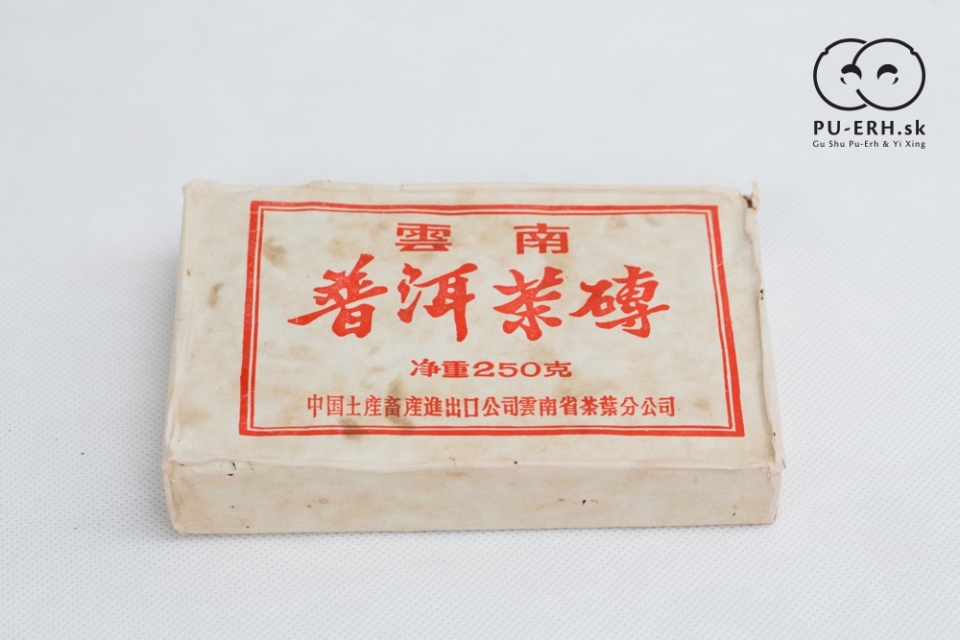 PU-ERH.sk
Gu Shu Pu-Erh & Yi Xing
雲南
普洱茶磚
净重250克
中国土産畜産進出口公司雲南省茶葉分公司